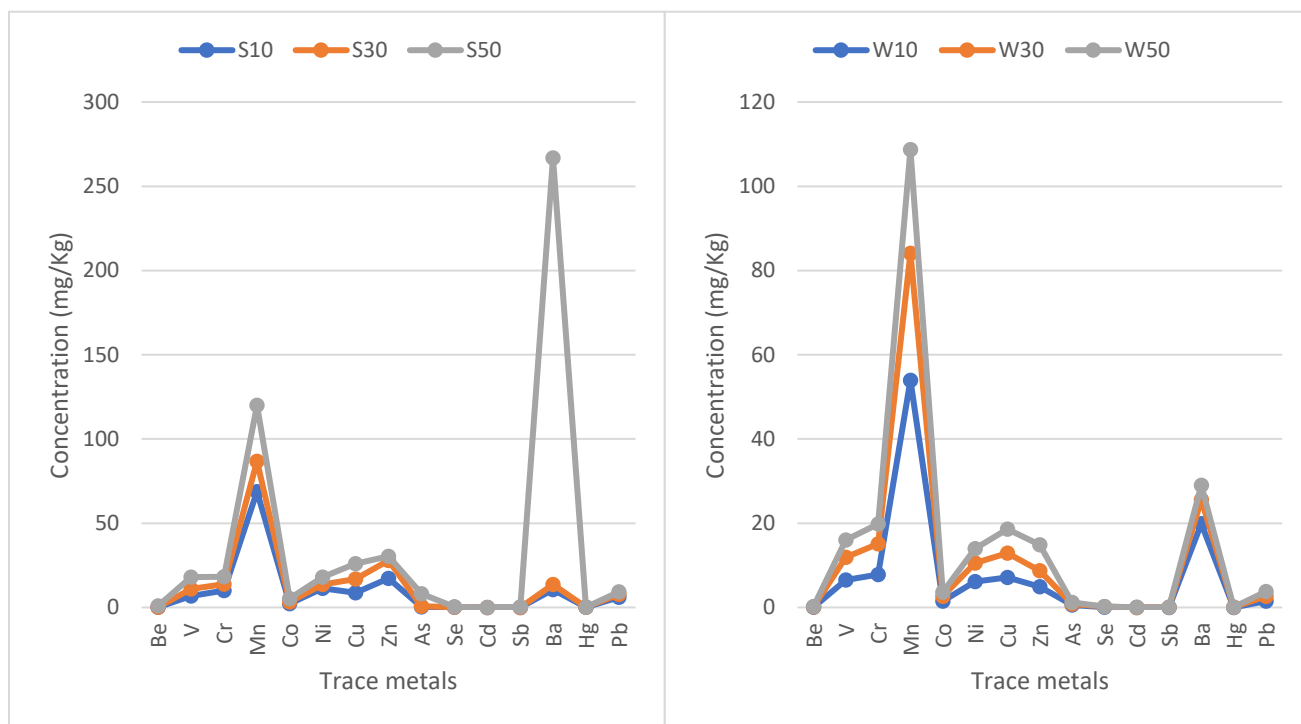 S10 S30 S50
300
250
200
150
100
50
0
Concentration (mg/Kg)
Be V Cr Mn Co Ni Cu Zn As Se Cd Sb Ba Hg Pb
Trace metals
W10 W30 W50
120
100
80
60
40
20
0
Concentration (mg/Kg)
Be V Cr Mn Co Ni Cu Zn As Se Cd Sb Ba Hg Pb
Trace metals